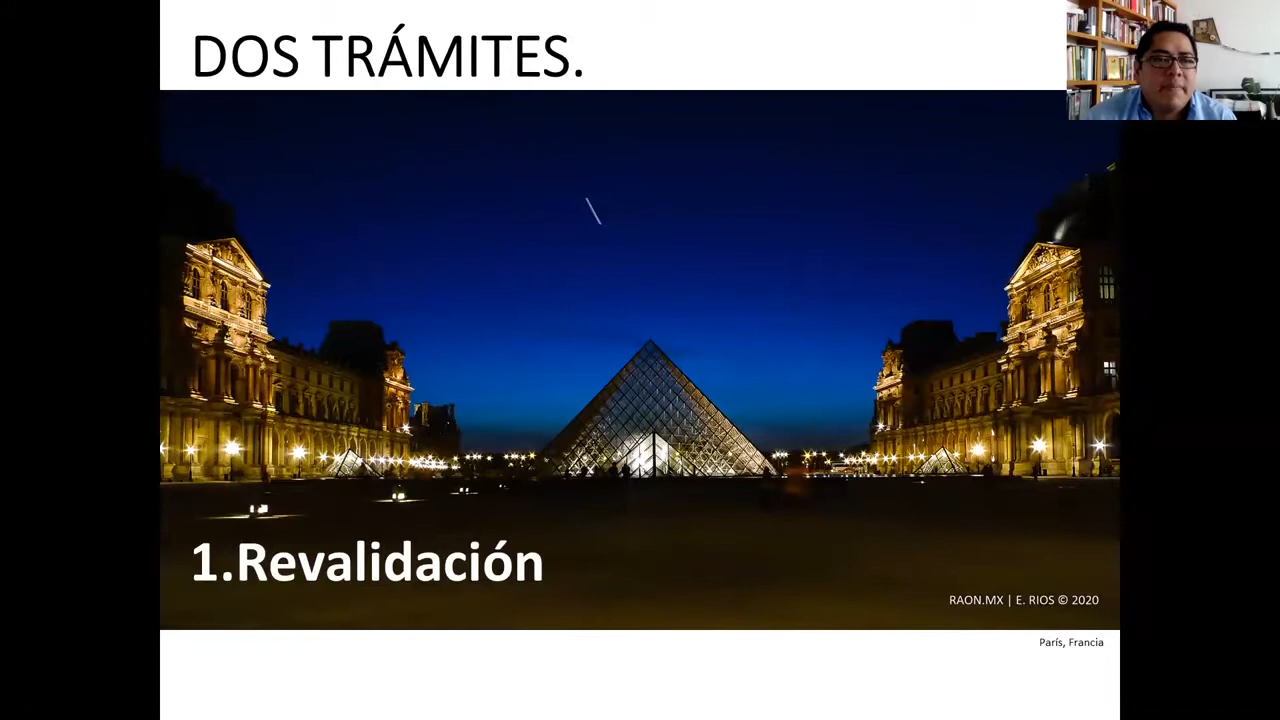 DOS TRÁMITES.
1.Revalidación
RAON.MX | E. RIOS © 2020
París, Francia